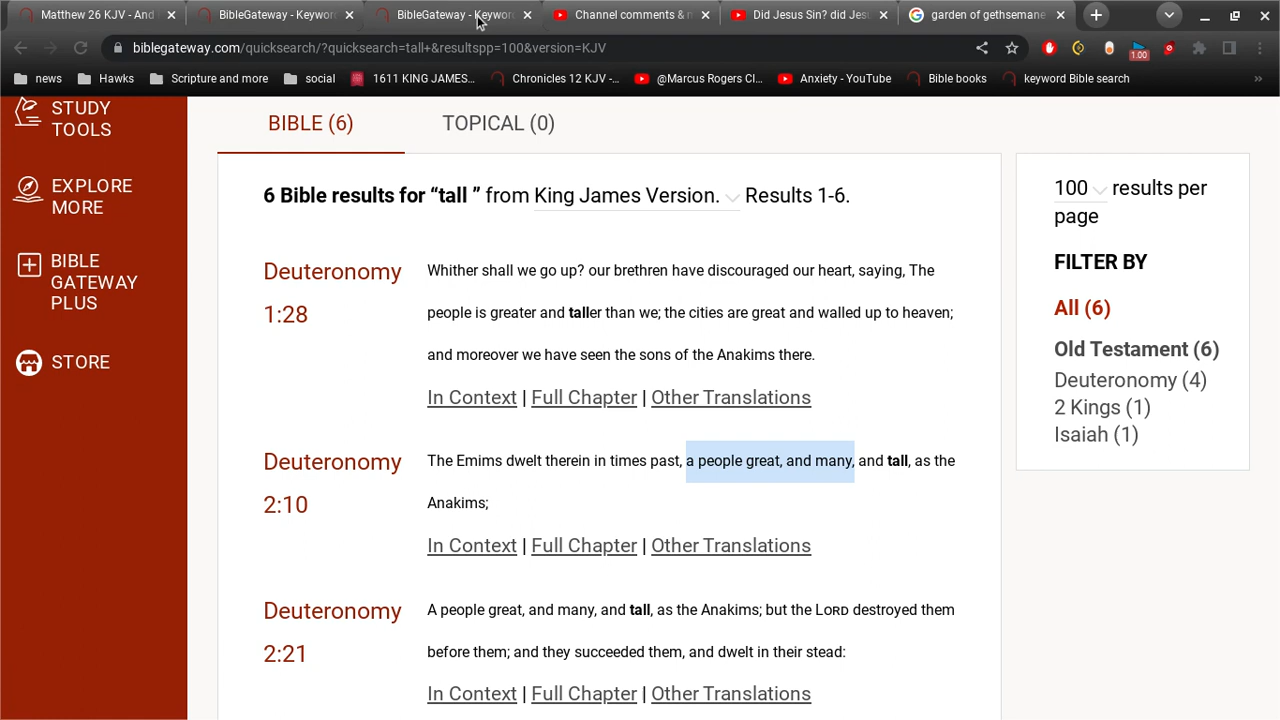 Matthew 26 KJV - And
BibleGateway - Keyword
BibleGateway - Keyword
Channel comments & m
Did Jesus Sin? did Jes
garden of gethsemane
biblegateway.com/quicksearch/?quicksearch=tall+&resultspp=100&version=KJV
1.00
news
Hawks
Scripture and more
social
1611 KING JAMES...
Chronicles 12 KJV -...
@Marcus Rogers Cl...
Anxiety - YouTube
Bible books
keyword Bible search
»
STUDY
TOOLS
EXPLORE
MORE
BIBLE
GATEWAY
PLUS
STORE
BIBLE (6)
TOPICAL (0)
6 Bible results for “tall ” from King James Version. Results 1-6.
Deuteronomy
1:28
Whither shall we go up? our brethren have discouraged our heart, saying, The
people is greater and taller than we; the cities are great and walled up to heaven;
and moreover we have seen the sons of the Anakims there.
In Context | Full Chapter | Other Translations
Deuteronomy
2:10
The Emims dwelt therein in times past, a people great, and many, and tall, as the
Anakims;
In Context | Full Chapter | Other Translations
Deuteronomy
2:21
A people great, and many, and tall, as the Anakims; but the LORD destroyed them
before them; and they succeeded them, and dwelt in their stead:
In Context | Full Chapter | Other Translations
100 results per
page
FILTER BY
All (6)
Old Testament (6)
Deuteronomy (4)
2 Kings (1)
Isaiah (1)